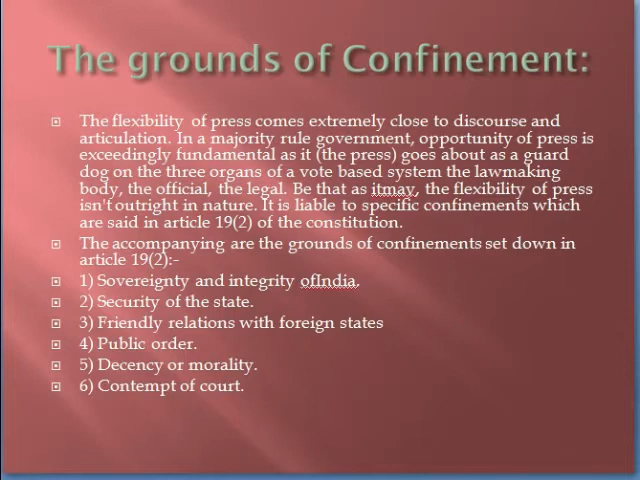 The grounds of Confinement:
The flexibility of press comes extremely close to discourse and
articulation. In a majority rule government, opportunity of press is
exceedingly fundamental as it (the press) goes about as a guard
dog on the three organs of a vote based system the lawmaking
body, the official, the legal. Be that as itmay, the flexibility of press
isn't outright in nature. It is liable to specific confinements which
are said in article 19(2) of the constitution.
The accompanying are the grounds of confinements set down in
article 19(2):-
1) Sovereignty and integrity ofIndia.
2) Security of the state.
3) Friendly relations with foreign states
4) Public order.
5) Decency or morality.
6) Contempt of court.